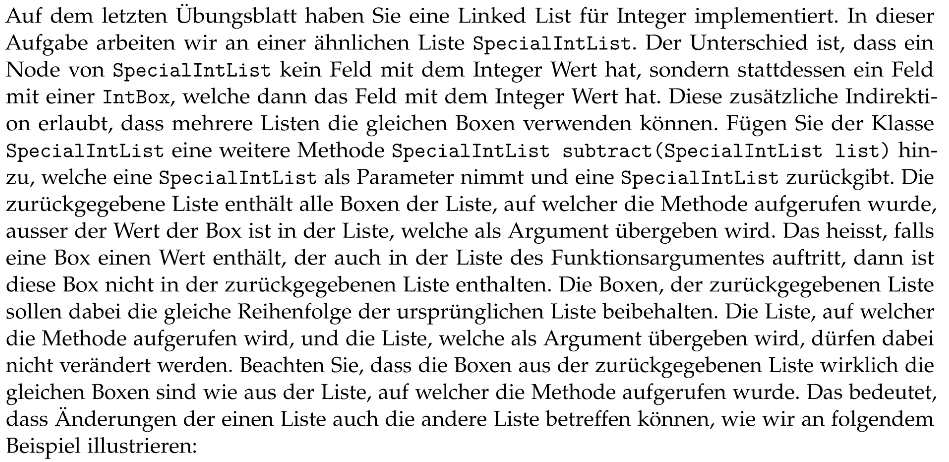 Auf dem letzten Übungsblatt haben Sie eine Linked List für Integer implementiert. In dieser
Aufgabe arbeiten wir an einer ähnlichen Liste SpecialIntList. Der Unterschied ist, dass ein
Node von SpecialIntList kein Feld mit dem Integer Wert hat, sondern stattdessen ein Feld
mit einer IntBox, welche dann das Feld mit dem Integer Wert hat. Diese zusätzliche Indirekti-
on erlaubt, dass mehrere Listen die gleichen Boxen verwenden können. Fügen Sie der Klasse
SpecialIntList eine weitere Methode SpecialIntList subtract(SpecialIntList list) hin-
zu, welche eine SpecialIntList als Parameter nimmt und eine SpecialIntList zurückgibt. Die
zurückgegebene Liste enthält alle Boxen der Liste, auf welcher die Methode aufgerufen wurde,
ausser der Wert der Box ist in der Liste, welche als Argument übergeben wird. Das heisst, falls
eine Box einen Wert enthält, der auch in der Liste des Funktionsargumentes auftritt, dann ist
diese Box nicht in der zurückgegebenen Liste enthalten. Die Boxen, der zurückgegebenen Liste
sollen dabei die gleiche Reihenfolge der ursprünglichen Liste beibehalten. Die Liste, auf welcher
die Methode aufgerufen wird, und die Liste, welche als Argument übergeben wird, dürfen dabei
nicht verändert werden. Beachten Sie, dass die Boxen aus der zurückgegebenen Liste wirklich die
gleichen Boxen sind wie aus der Liste, auf welcher die Methode aufgerufen wurde. Das bedeutet,
dass Änderungen der einen Liste auch die andere Liste betreffen können, wie wir an folgendem
Beispiel illustrieren: